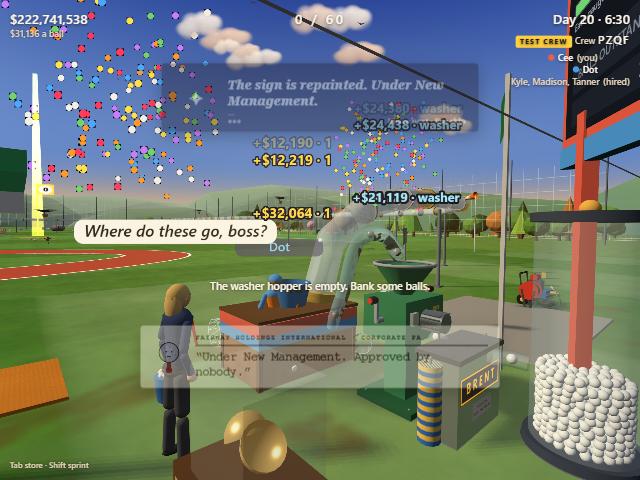 $222,741,538
$31,136 a ball
0 / 60
Day 20 · 6:30
TEST CREW Crew PZQF
Cee (you)
Dot
Kyle, Madison, Tanner (hired)
The sign is repainted. Under New
Management.
+$24,380 · washer
+$24,438 · washer
+$12,190 · 1
+$12,219 · 1
+$21,119 · washer
+$32,064 · 1
Where do these go, boss?
Dot
The washer hopper is empty. Bank some balls.
FAIRWAY HOLDINGS INTERNATIONAL
"Under New Management. Approved by
nobody."
BRENT
Tab store · Shift sprint